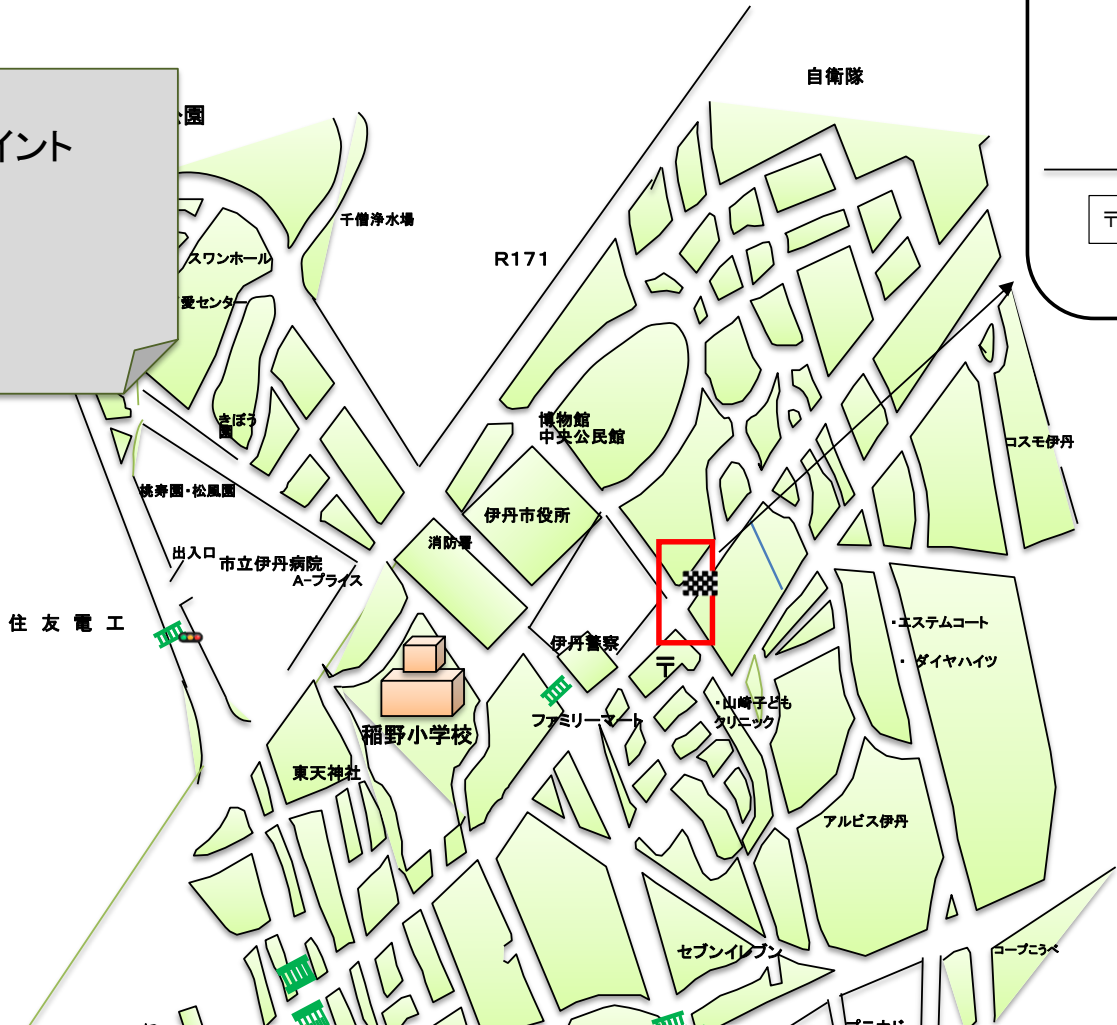 自衛隊
園
イント
千僧浄水場
〒
R171
スワンホール
愛センター
きぼう
園
博物館
中央公民館
コスモ伊丹
桃寿園・松風園
伊丹市役所
消防署
出入口
市立伊丹病院
A-プライス
住友電工
・エステムコート
伊丹警察
・ダイヤハイツ
〒
・山崎子ども
クリニック
ファミリーマート
稲野小学校
東天神社
アルビス伊丹
セブンイレブン
コープこうべ